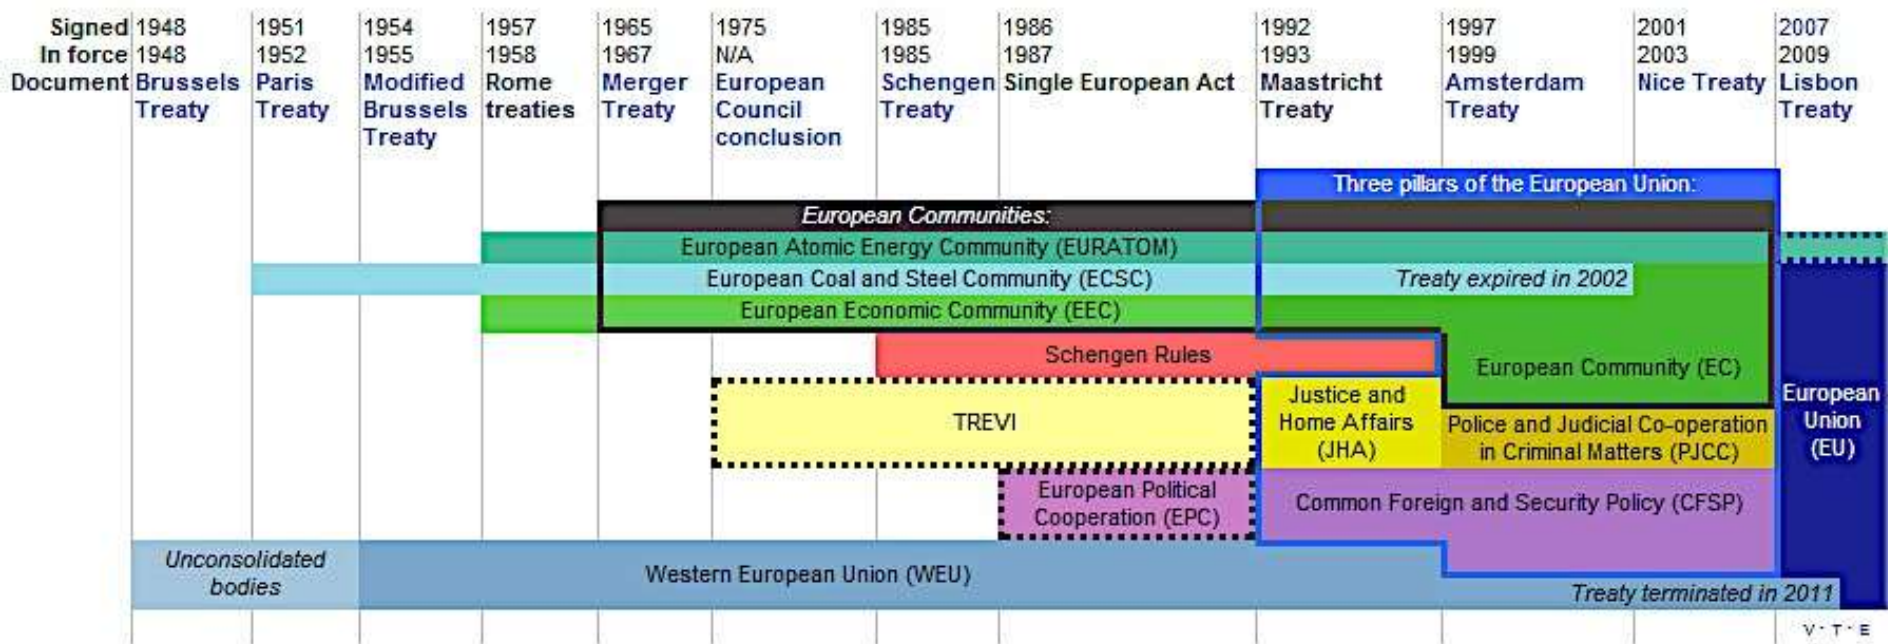 Signed 1948 1951 1954 1957 1965 1975 1985 1986 1992 1997 2001 2007
In force 1948 1952 1955 1958 1967 N/A 1985 1987 1993 1999 2003 2009
Document Brussels Paris Modified Rome Merger European Schengen Single European Act Maastricht Amsterdam Nice Treaty Lisbon
Treaty Treaty Brussels treaties Treaty Council Treaty Treaty Treaty Treaty
Treaty conclusion
Three pillars of the European Union:
European Communities:
European Atomic Energy Community (EURATOM)
European Coal and Steel Community (ECSC) Treaty expired in 2002
European Economic Community (EEC)
Schengen Rules
European Community (EC)
Justice and
Home Affairs
(JHA)
TREVI
Police and Judicial Co-operation
in Criminal Matters (PJCC)
European
Union
(EU)
European Political
Cooperation (EPC)
Common Foreign and Security Policy (CFSP)
Unconsolidated
bodies
Western European Union (WEU)
Treaty terminated in 2011
V · T · E